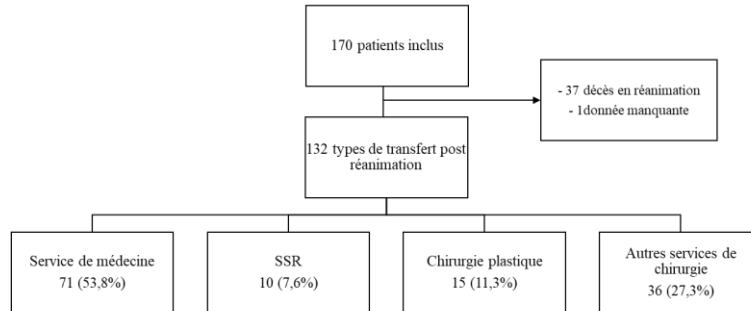 170 patients inclus
- 37 décès en réanimation
- 1donnée manquante
132 types de transfert post
réanimation
Service de médecine
71 (53,8%)
SSR
10 (7,6%)
Chirurgie plastique
15 (11,3%)
Autres services de
chirurgie
36 (27,3%)